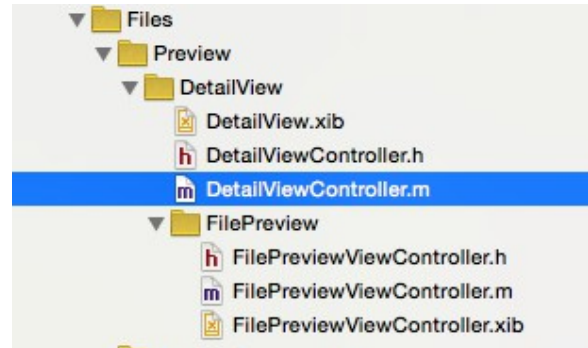 Files
Preview
DetailView
DetailView.xib
h DetailViewController.h
m DetailViewController.m
FilePreview
h FilePreviewViewController.h
m FilePreviewViewController.m
FilePreviewViewController.xib